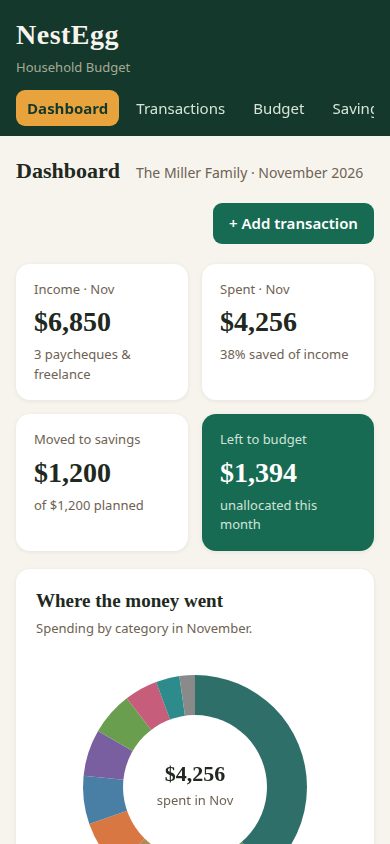 NestEgg
Household Budget
Dashboard Transactions Budget Saving
Dashboard The Miller Family · November 2026
+ Add transaction
Income · Nov
$6,850
3 paycheques &
freelance
Spent · Nov
$4,256
38% saved of income
Moved to savings
$1,200
of $1,200 planned
Left to budget
$1,394
unallocated this
month
Where the money went
Spending by category in November.
$4,256
spent in Nov